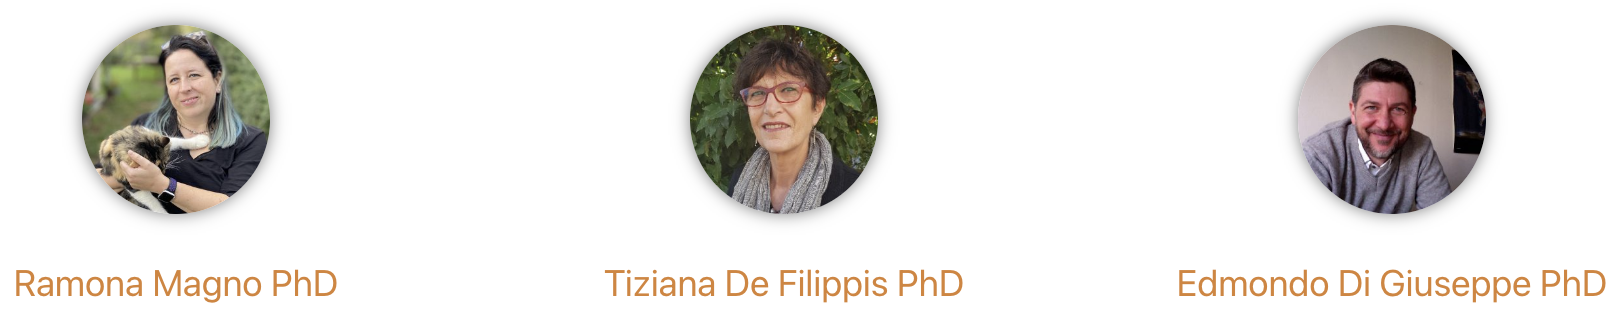 Ramona Magno PhD
Tiziana De Filippis PhD
Edmondo Di Giuseppe PhD